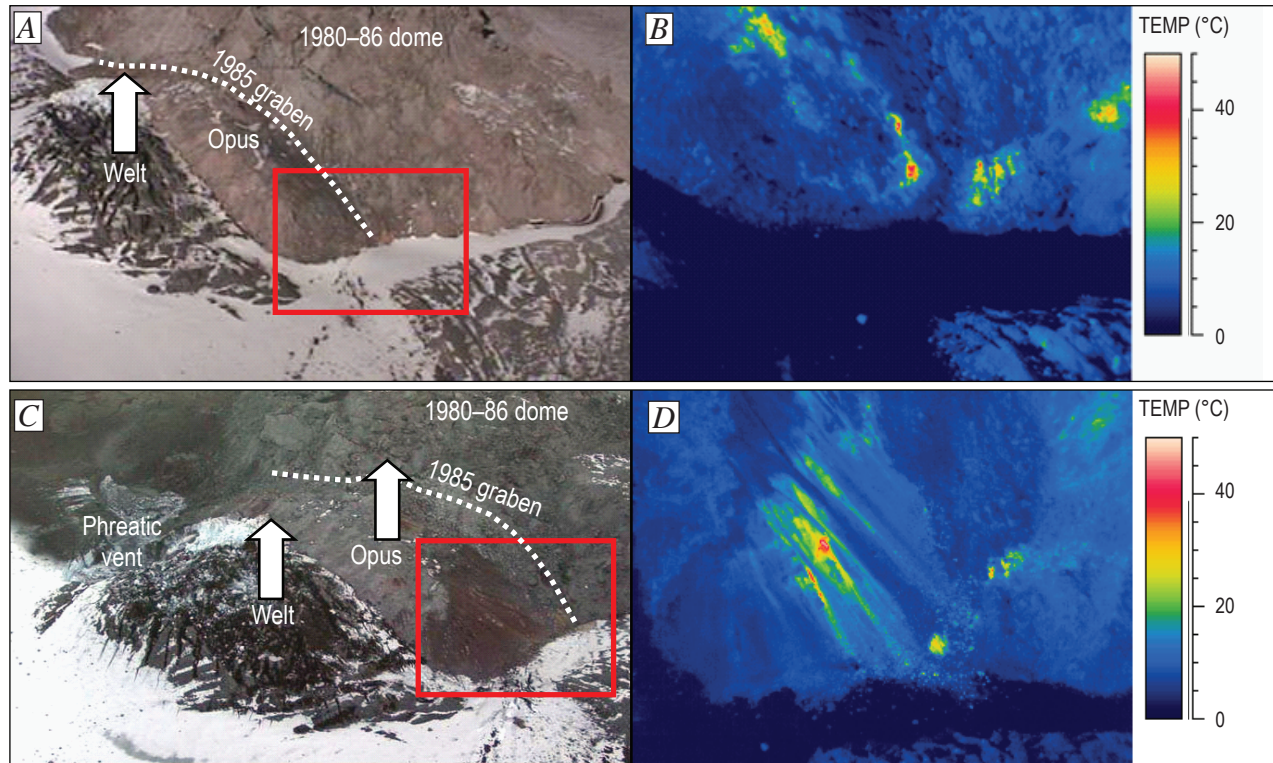 A
1980–86 dome
1985 graben
Opus
Welt
B
TEMP (°C)
40
20
0
C
1980–86 dome
1985 graben
Phreatic
vent
Opus
Welt
D
TEMP (°C)
40
20
0